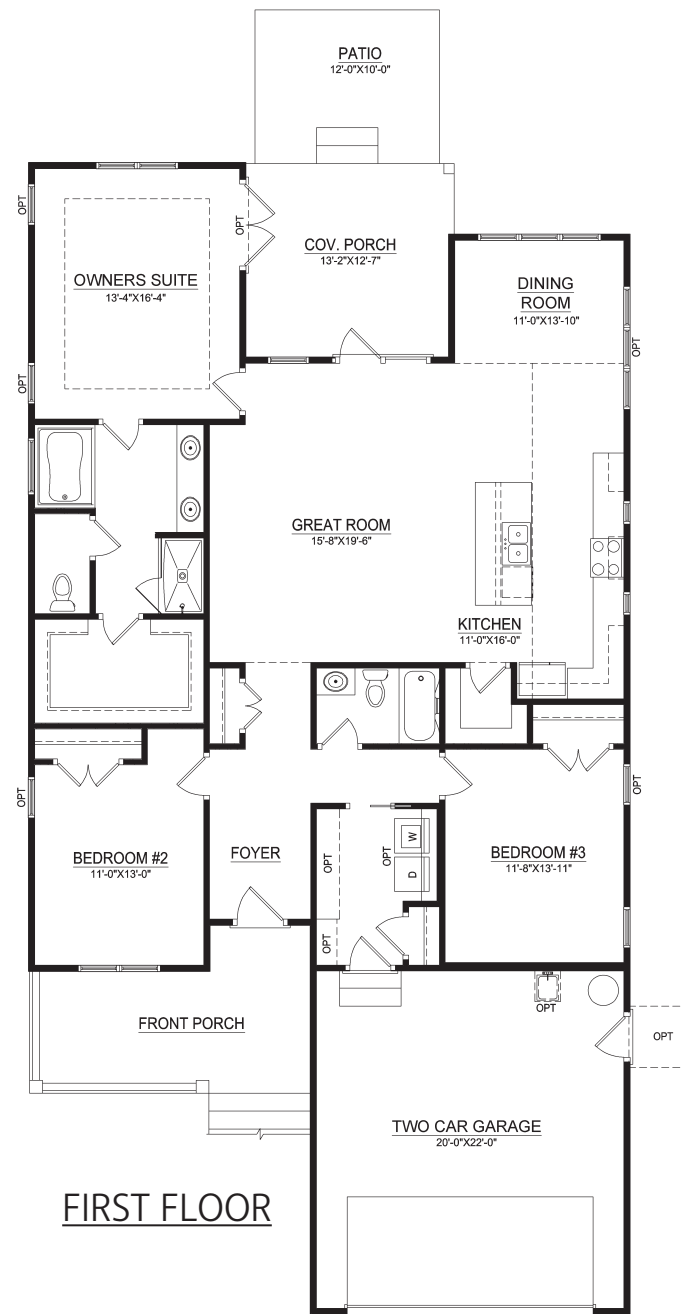 PATIO
12'-0"X10'-0"
OPT
OPT
COV. PORCH
13'-2"X12'-7"
OWNERS SUITE
13'-4"X16'-4"
DINING
ROOM
11'-0"X13'-10"
OPT
OPT
GREAT ROOM
15'-8"X19'-6"
KITCHEN
11'-0"X16'-0"
OPT
OPT
BEDROOM #2
11'-0"X13'-0"
FOYER
OPT
OPT
W
D
BEDROOM #3
11'-8"X13'-11"
OPT
FRONT PORCH
OPT
OPT
TWO CAR GARAGE
20'-0"X22'-0"
FIRST FLOOR